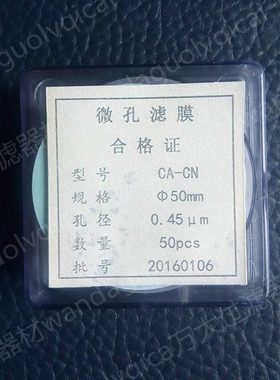 微孔滤膜
合格证
型号 CA-CN
规格 Φ50mm
孔径 0.45μm
数量 50pcs
批号 20160106